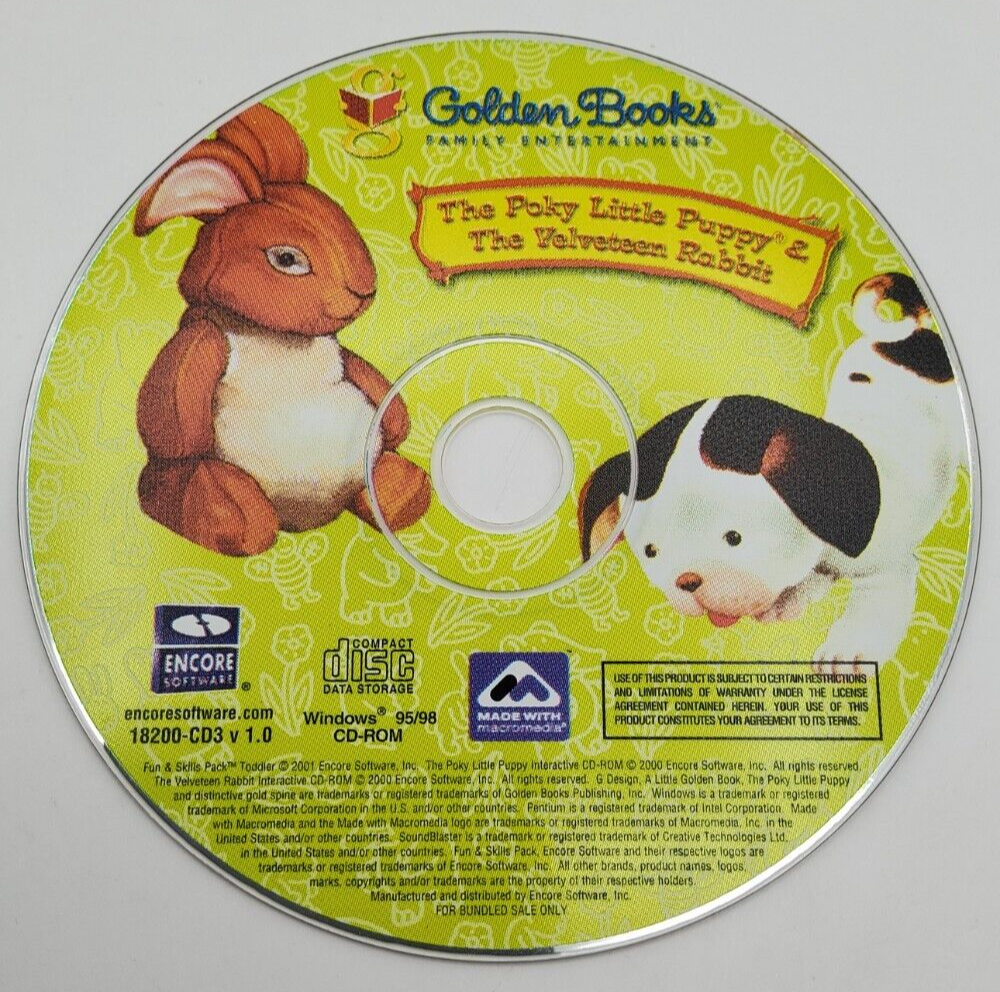 Golden Books
FAMILY ENTERTAINMENT
The Poky Little Puppy® &
The Velveteen Rabbit
ENCORE
SOFTWARE®
encoresoftware.com
18200-CD3 v 1.0
COMPACT
disc
DATA STORAGE
Windows® 95/98
CD-ROM
MADE WITH
macromedia®
USE OF THIS PRODUCT IS SUBJECT TO CERTAIN RESTRICTIONS
AND LIMITATIONS OF WARRANTY UNDER THE LICENSE
AGREEMENT CONTAINED HEREIN. YOUR USE OF THIS
PRODUCT CONSTITUTES YOUR AGREEMENT TO ITS TERMS.
Fun & Skills Pack™ Toddler © 2001 Encore Software, Inc. The Poky Little Puppy Interactive CD-ROM © 2000 Encore Software, Inc. All rights reserved.
The Velveteen Rabbit Interactive CD-ROM © 2000 Encore Software, Inc. All rights reserved. G Design, A Little Golden Book, The Poky Little Puppy
and distinctive gold spine are trademarks or registered trademarks of Golden Books Publishing, Inc. Windows is a trademark or registered
trademark of Microsoft Corporation in the U.S. and/or other countries. Pentium is a registered trademark of Intel Corporation. Made
with Macromedia and the Made with Macromedia logo are trademarks or registered trademarks of Macromedia, Inc. in the
United States and/or other countries. SoundBlaster is a trademark or registered trademark of Creative Technologies Ltd.
in the United States and/or other countries. Fun & Skills Pack, Encore Software and their respective logos are
trademarks or registered trademarks of Encore Software, Inc. All other brands, product names, logos,
marks, copyrights and/or trademarks are the property of their respective holders.
Manufactured and distributed by Encore Software, Inc.
FOR BUNDLED SALE ONLY